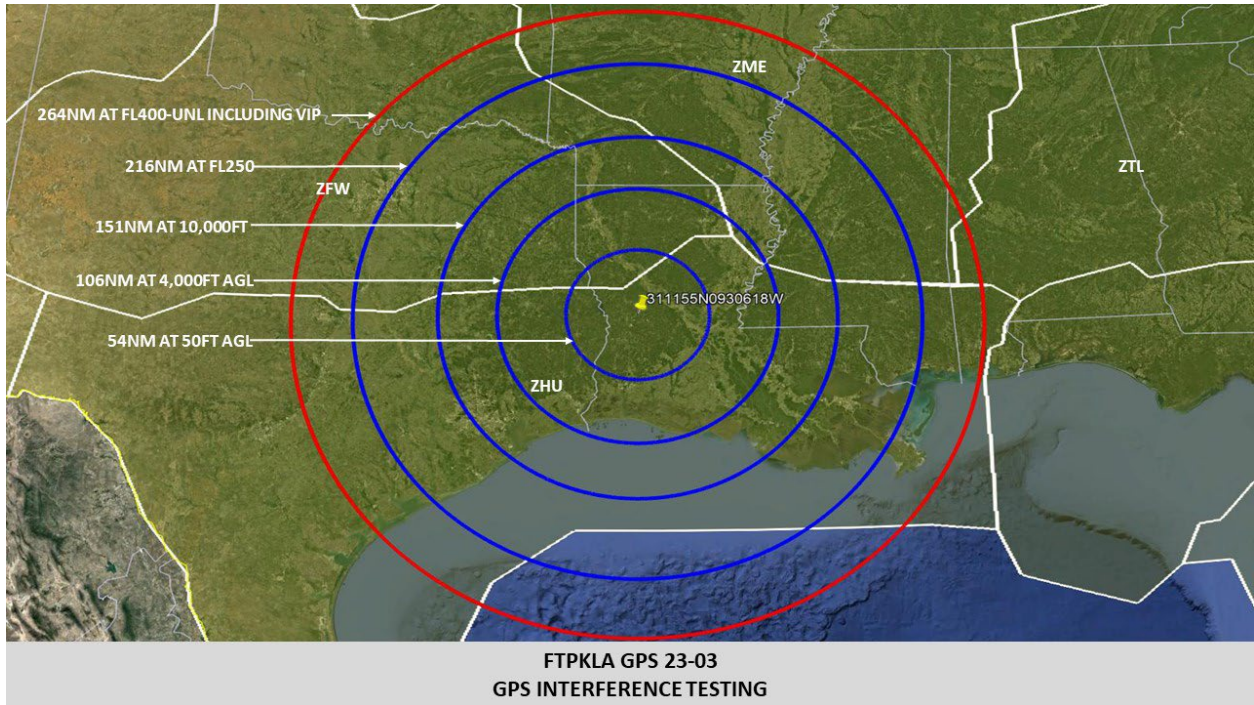 ZME
264NM AT FL400-UNL INCLUDING VIP
216NM AT FL250
ZTL
ZFW
151NM AT 10,000FT
106NM AT 4,000FT AGL
311155N0930618W
54NM AT 50FT AGL
ZHU
FTPKLA GPS 23-03
GPS INTERFERENCE TESTING